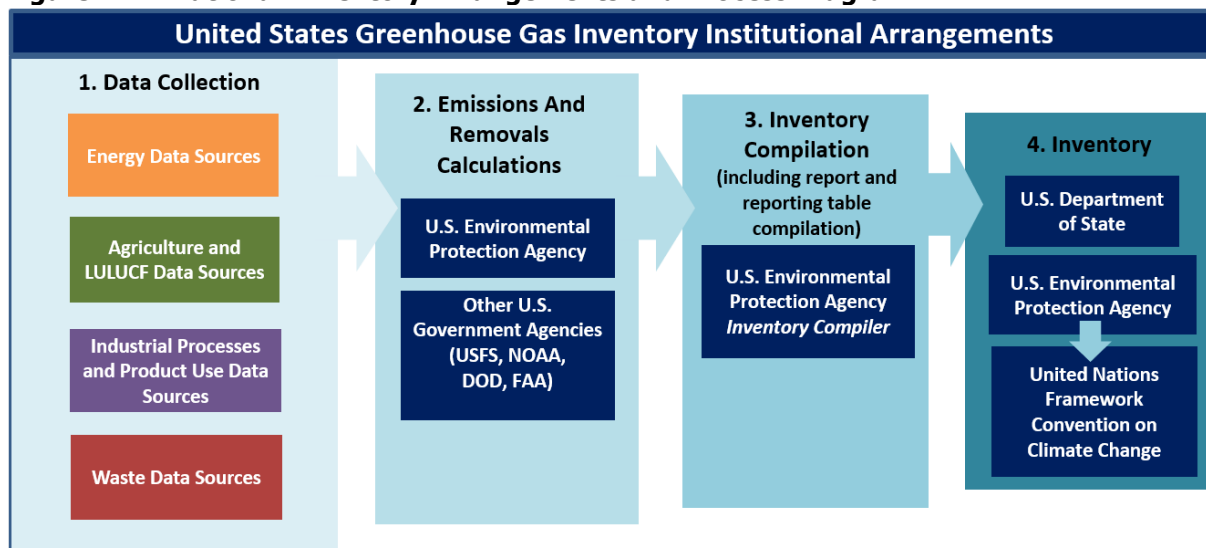 United States Greenhouse Gas Inventory Institutional Arrangements
1. Data Collection
Energy Data Sources
Agriculture and
LULUCF Data Sources
Industrial Processes
and Product Use Data
Sources
Waste Data Sources
2. Emissions And
Removals
Calculations
U.S. Environmental
Protection Agency
Other U.S.
Government Agencies
(USFS, NOAA,
DOD, FAA)
3. Inventory
Compilation
(including report and
reporting table
compilation)
U.S. Environmental
Protection Agency
Inventory Compiler
4. Inventory
U.S. Department
of State
U.S. Environmental
Protection Agency
United Nations
Framework
Convention on
Climate Change